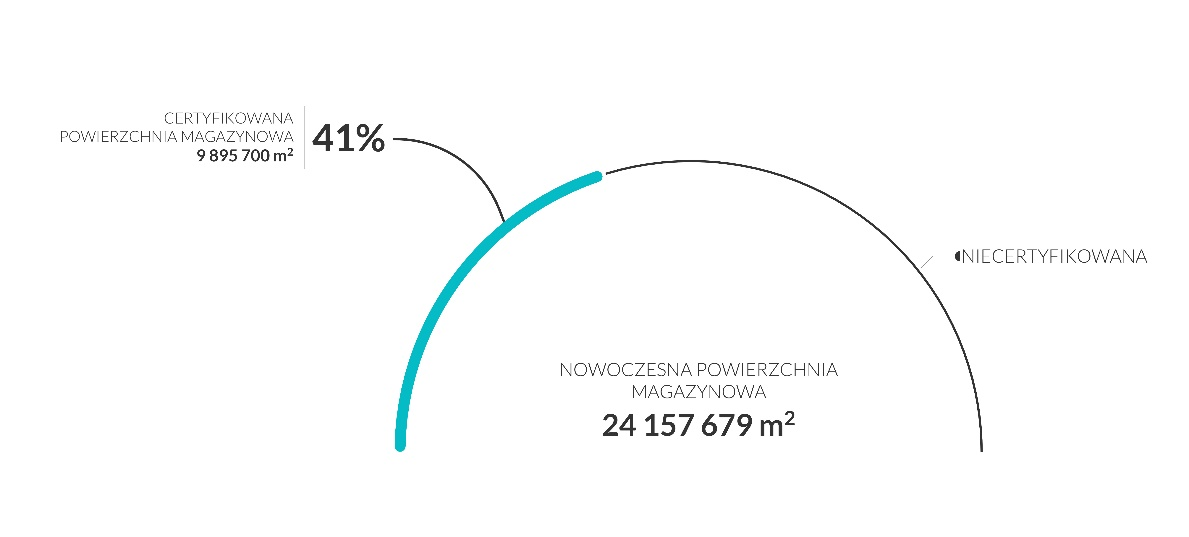 CERTYFIKOWANA
POWIERZCHNIA MAGAZYNOWA
9 895 700 m²
41%
NIECERTYFIKOWANA
NOWOCZESNA POWIERZCHNIA
MAGAZYNOWA
24 157 679 m²